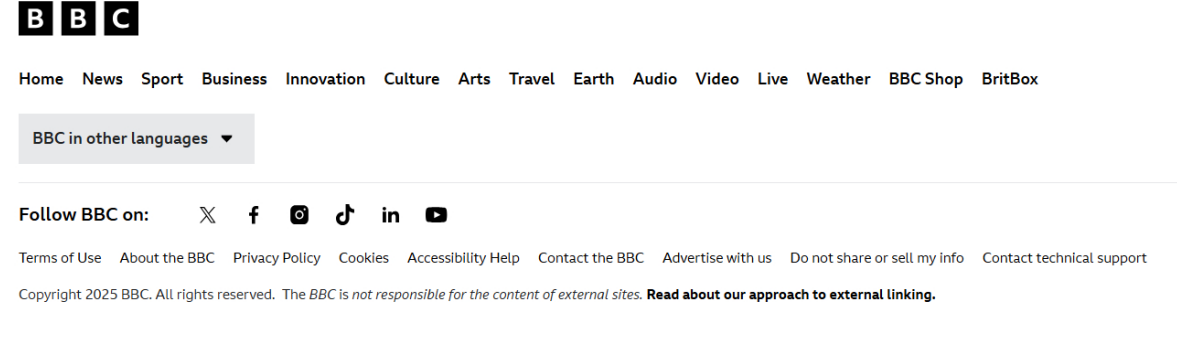 BBC
Home News Sport Business Innovation Culture Arts Travel Earth Audio Video Live Weather BBC Shop BritBox
BBC in other languages
Follow BBC on:
Terms of Use About the BBC Privacy Policy Cookies Accessibility Help Contact the BBC Advertise with us Do not share or sell my info Contact technical support
Copyright 2025 BBC. All rights reserved. The BBC is not responsible for the content of external sites. Read about our approach to external linking.